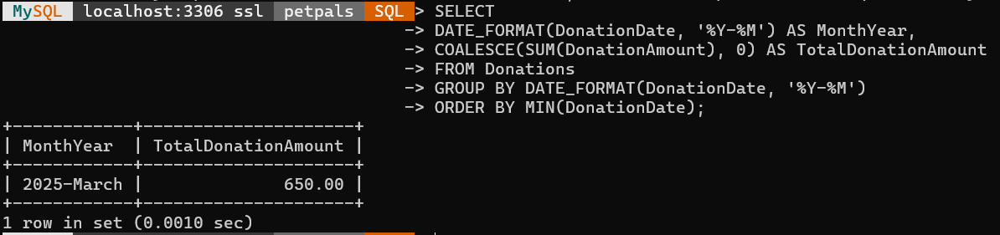 MySQL localhost:3306 ssl petpals SQL > SELECT
-> DATE_FORMAT(DonationDate, '%Y-%M') AS MonthYear,
-> COALESCE(SUM(DonationAmount), 0) AS TotalDonationAmount
-> FROM Donations
-> GROUP BY DATE_FORMAT(DonationDate, '%Y-%M')
-> ORDER BY MIN(DonationDate);
+------------+---------------------+
| MonthYear  | TotalDonationAmount |
+------------+---------------------+
| 2025-March |              650.00 |
+------------+---------------------+
1 row in set (0.0010 sec)